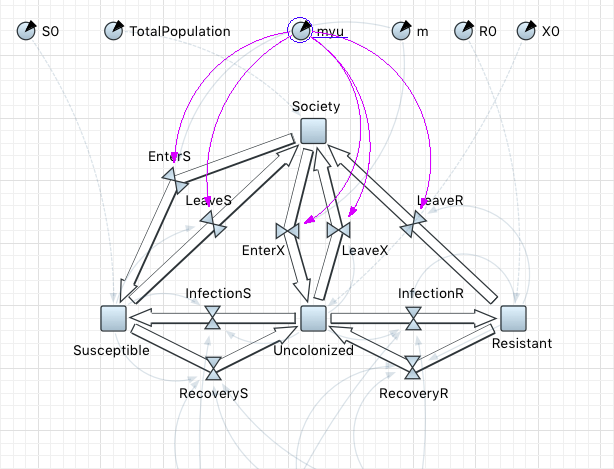 S0
TotalPopulation
myu
m
R0
X0
Society
EnterS
LeaveS
LeaveR
EnterX
LeaveX
InfectionS
InfectionR
Susceptible
Uncolonized
Resistant
RecoveryS
RecoveryR